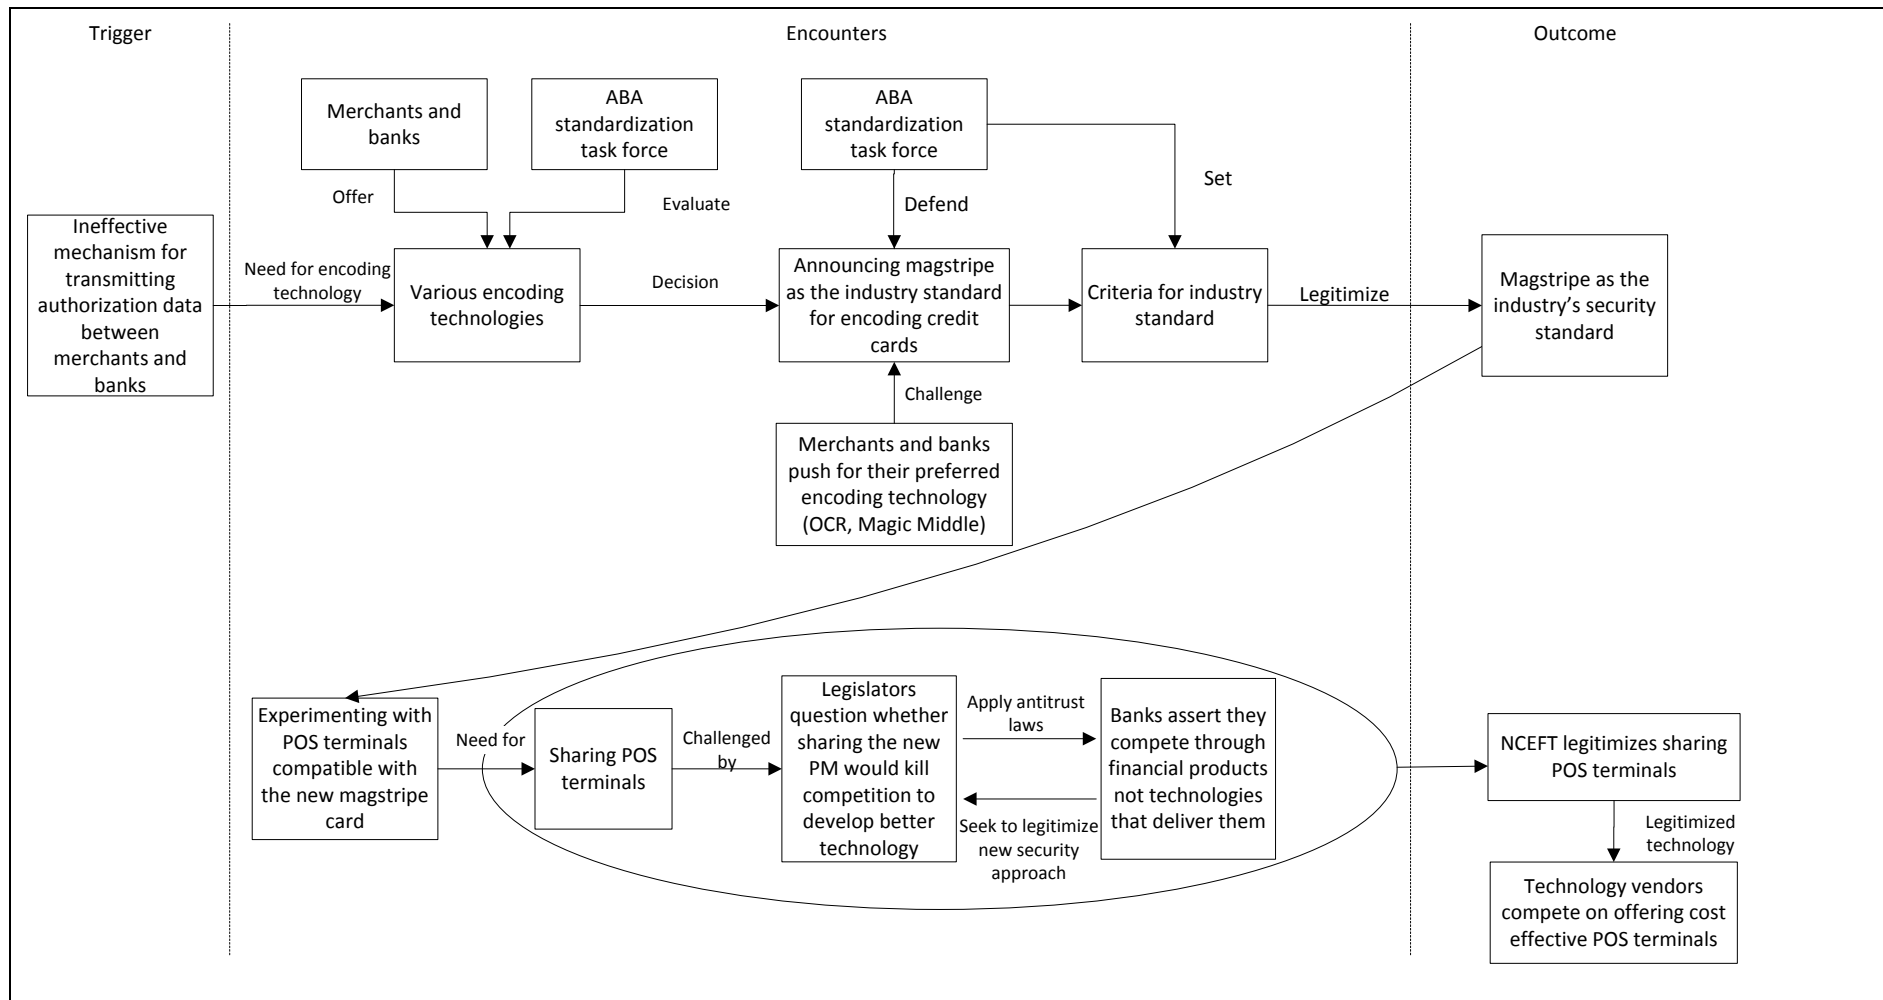 Trigger
Encounters
Outcome
Merchants and
banks
ABA
standardization
task force
ABA
standardization
task force
Offer
Evaluate
Defend
Set
Ineffective
mechanism for
transmitting
authorization data
between
merchants and
banks
Need for encoding
technology
Various encoding
technologies
Decision
Announcing magstripe
as the industry standard
for encoding credit
cards
Criteria for industry
standard
Legitimize
Magstripe as the
industry’s security
standard
Challenge
Merchants and banks
push for their preferred
encoding technology
(OCR, Magic Middle)
Experimenting with
POS terminals
compatible with
the new magstripe
card
Need for
Sharing POS
terminals
Challenged
by
Legislators
question whether
sharing the new
PM would kill
competition to
develop better
technology
Apply antitrust
laws
Seek to legitimize
new security
approach
Banks assert they
compete through
financial products
not technologies
that deliver them
NCEFT legitimizes sharing
POS terminals
Legitimized
technology
Technology vendors
compete on offering cost
effective POS terminals